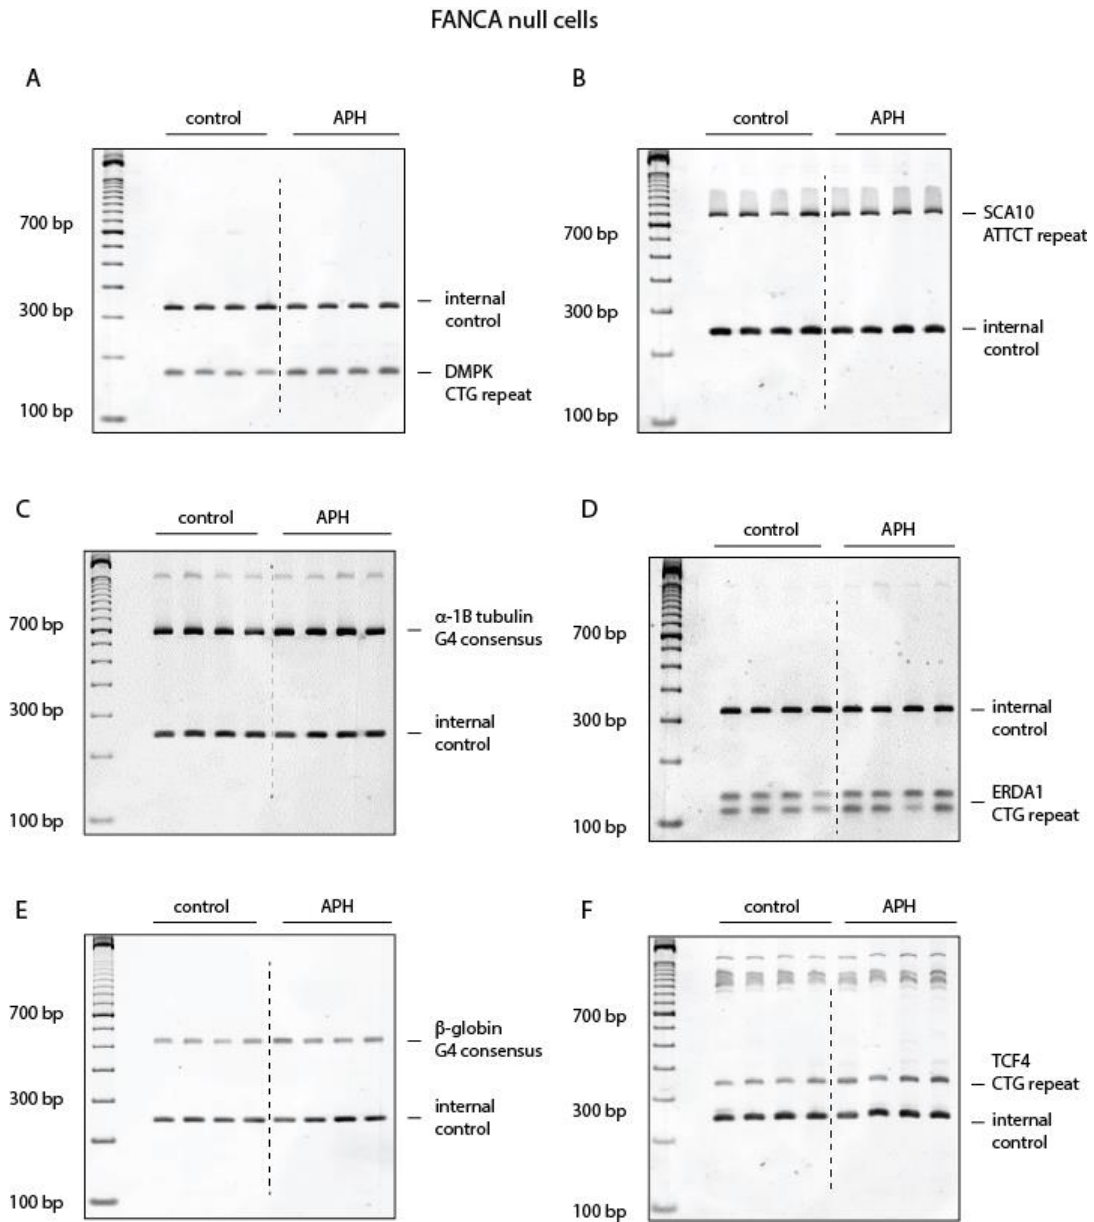 FANCA null cells
A
control
APH
700 bp
300 bp
100 bp
internal
control
DMPK
CTG repeat
B
control
APH
700 bp
300 bp
100 bp
SCA10
ATTCT repeat
internal
control
C
control
APH
700 bp
300 bp
100 bp
α-1B tubulin
G4 consensus
internal
control
D
control
APH
700 bp
300 bp
100 bp
internal
control
ERDA1
CTG repeat
E
control
APH
700 bp
300 bp
100 bp
β-globin
G4 consensus
internal
control
F
control
APH
700 bp
300 bp
100 bp
TCF4
CTG repeat
internal
control